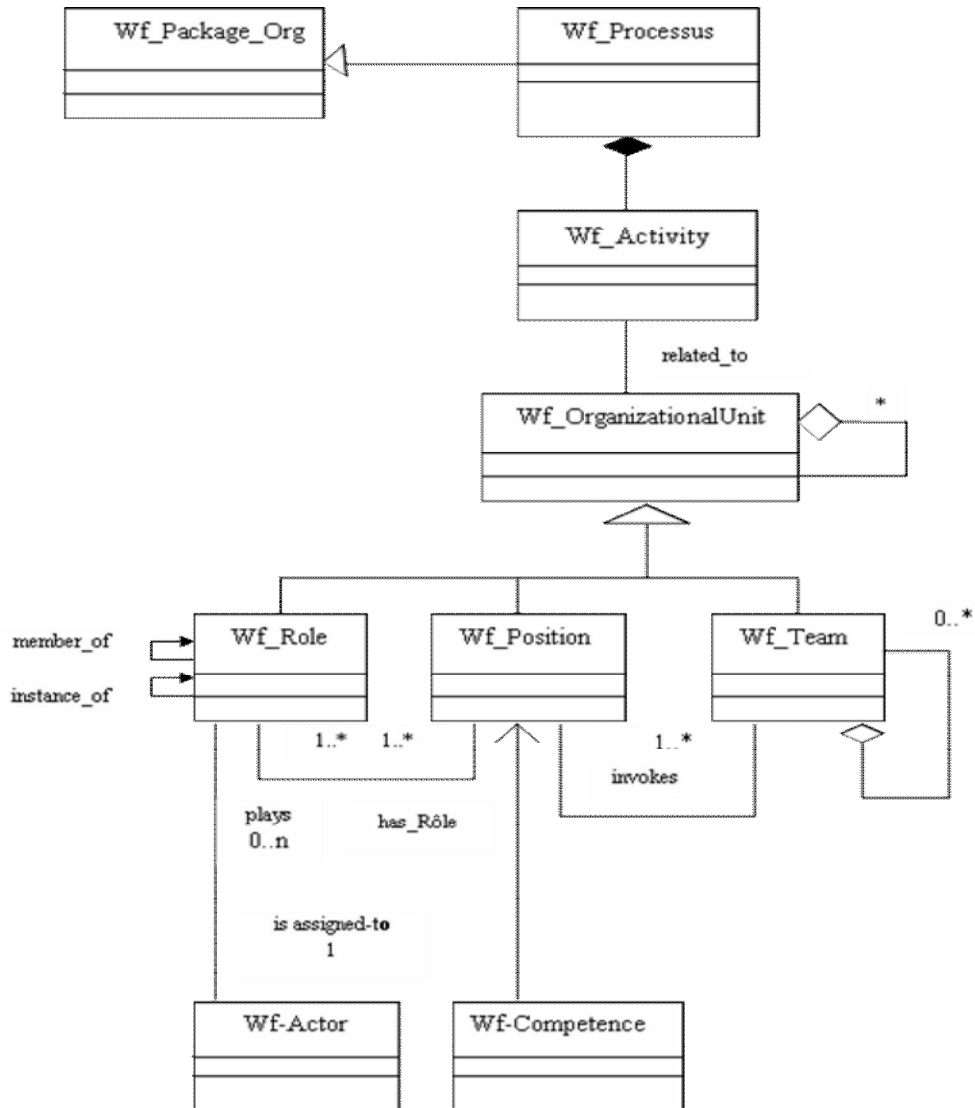 Wf_Package_Org
Wf_Processus
Wf_Activity
related_to
Wf_OrganizationalUnit
*
member_of
instance_of
Wf_Role
Wf_Position
Wf_Team
0..*
1..*
1..*
1..*
invokes
plays
0..n
has_Rôle
is assigned-to
1
Wf-Actor
Wf-Competence